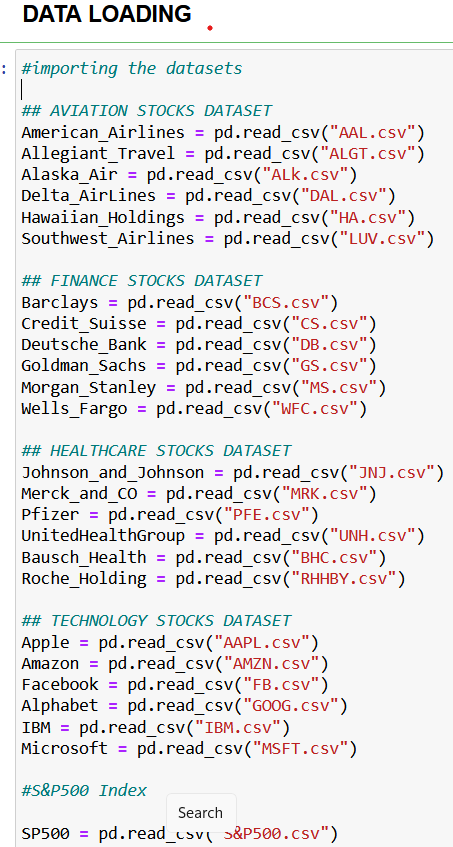 DATA LOADING
: #importing the datasets
## AVIATION STOCKS DATASET
American_Airlines = pd.read_csv("AAL.csv")
Allegiant_Travel = pd.read_csv("ALGT.csv")
Alaska_Air = pd.read_csv("ALk.csv")
Delta_AirLines = pd.read_csv("DAL.csv")
Hawaiian_Holdings = pd.read_csv("HA.csv")
Southwest_Airlines = pd.read_csv("LUV.csv")
## FINANCE STOCKS DATASET
Barclays = pd.read_csv("BCS.csv")
Credit_Suisse = pd.read_csv("CS.csv")
Deutsche_Bank = pd.read_csv("DB.csv")
Goldman_Sachs = pd.read_csv("GS.csv")
Morgan_Stanley = pd.read_csv("MS.csv")
Wells_Fargo = pd.read_csv("WFC.csv")
## HEALTHCARE STOCKS DATASET
Johnson_and_Johnson = pd.read_csv("JNJ.csv")
Merck_and_CO = pd.read_csv("MRK.csv")
Pfizer = pd.read_csv("PFE.csv")
UnitedHealthGroup = pd.read_csv("UNH.csv")
Bausch_Health = pd.read_csv("BHC.csv")
Roche_Holding = pd.read_csv("RHHBY.csv")
## TECHNOLOGY STOCKS DATASET
Apple = pd.read_csv("AAPL.csv")
Amazon = pd.read_csv("AMZN.csv")
Facebook = pd.read_csv("FB.csv")
Alphabet = pd.read_csv("GOOG.csv")
IBM = pd.read_csv("IBM.csv")
Microsoft = pd.read_csv("MSFT.csv")
#S&P500 Index
Search
SP500 = pd.read_csv("S&P500.csv")